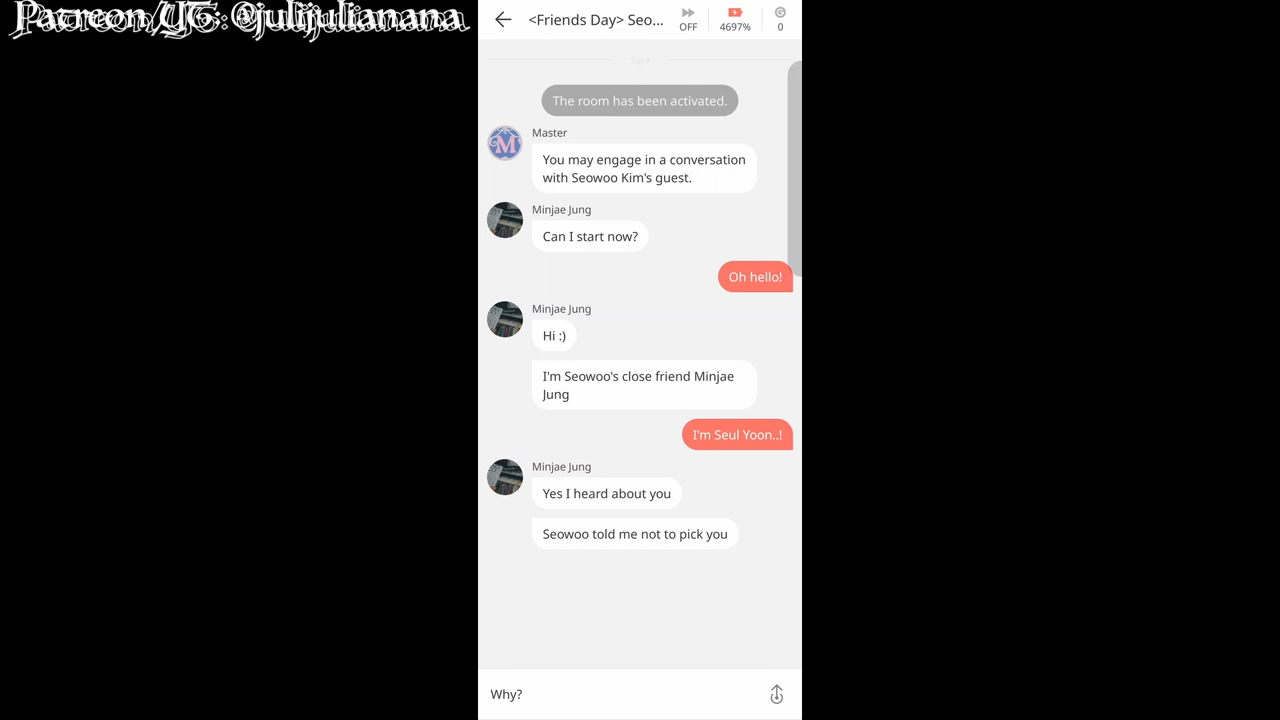 Patreon/YT: @julijulianana
<Friends Day> Seo...
OFF
4697%
0
Save
The room has been activated.
M
Master
You may engage in a conversation
with Seowoo Kim's guest.
Minjae Jung
Can I start now?
Oh hello!
Minjae Jung
Hi :)
I'm Seowoo's close friend Minjae
Jung
I'm Seul Yoon..!
Minjae Jung
Yes I heard about you
Seowoo told me not to pick you
Why?